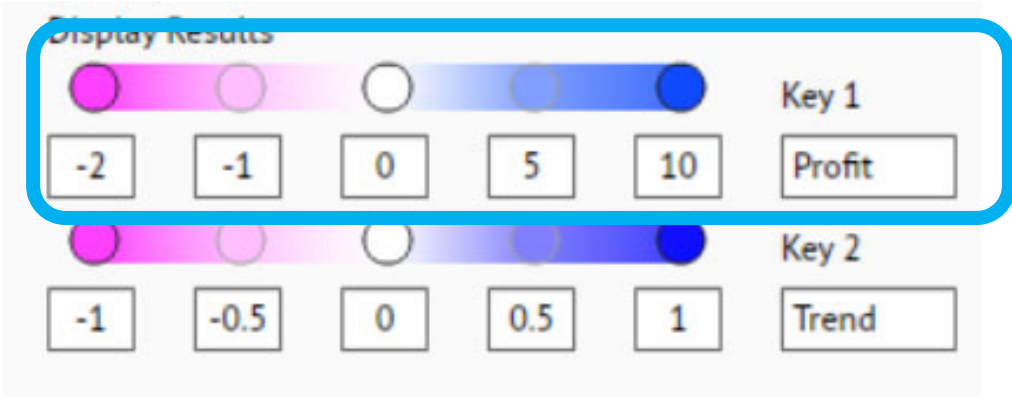 Display Results
Key 1
-2 -1 0 5 10 Profit
Key 2
-1 -0.5 0 0.5 1 Trend